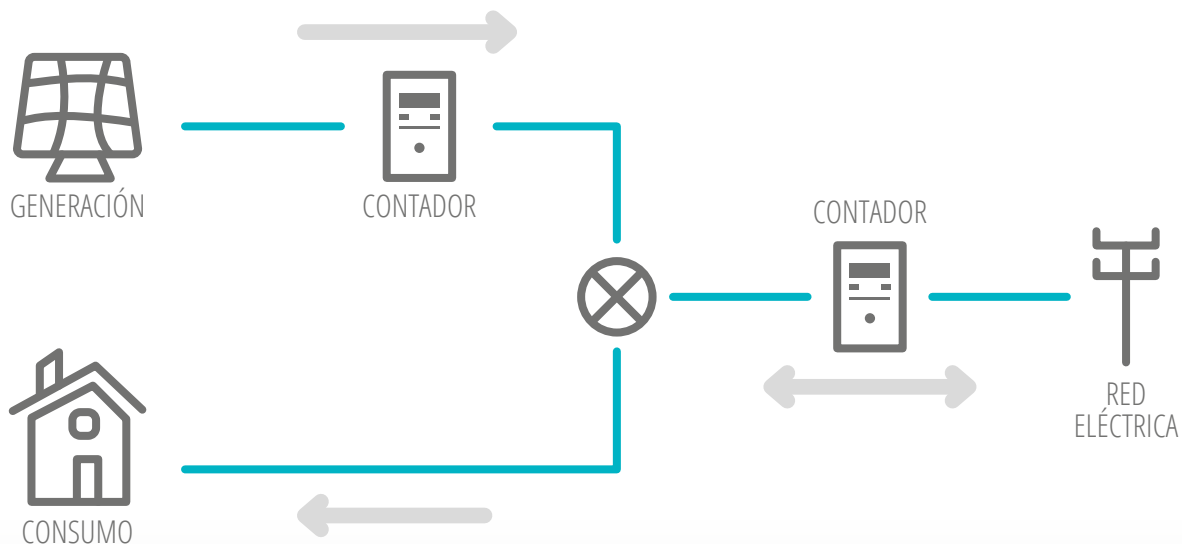 GENERACIÓN
CONTADOR
CONTADOR
RED
ELÉCTRICA
CONSUMO